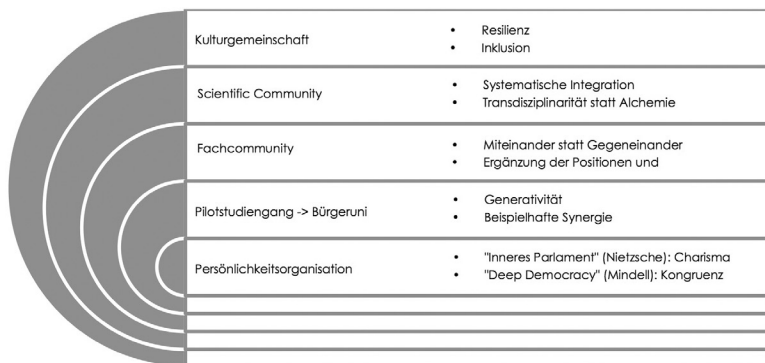 Kulturgemeinschaft
• Resilienz
• Inklusion
Scientific Community
• Systematische Integration
• Transdisziplinarität statt Alchemie
Fachcommunity
• Miteinander statt Gegeneinander
• Ergänzung der Positionen und
Pilotstudiengang -> Bürgeruni
• Generativität
• Beispielhafte Synergie
Persönlichkeitsorganisation
• "Inneres Parlament" (Nietzsche): Charisma
• "Deep Democracy" (Mindell): Kongruenz